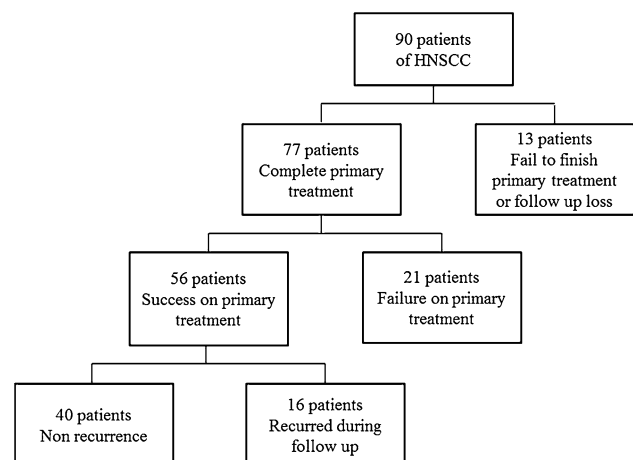 90 patients
of HNSCC
77 patients
Complete primary
treatment
13 patients
Fail to finish
primary treatment
or follow up loss
56 patients
Success on primary
treatment
21 patients
Failure on primary
treatment
40 patients
Non recurrence
16 patients
Recurred during
follow up